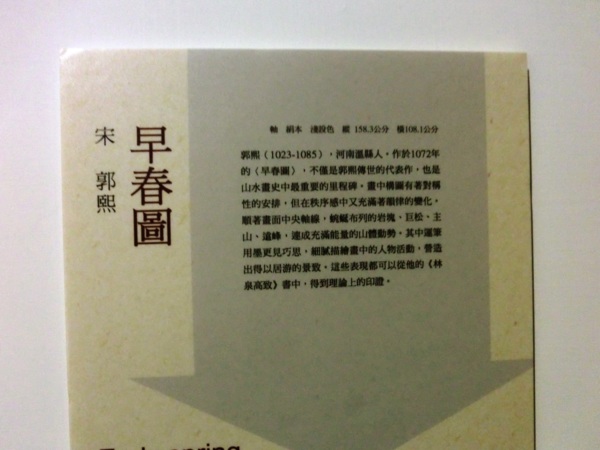 早春圖
宋 郭熙
軸 絹本 淺設色 縱 158.3公分 橫108.1公分
郭熙(1023-1085),河南溫縣人。作於1072年
的〈早春圖〉,不僅是郭熙傳世的代表作,也是
山水畫史中最重要的里程碑。畫中構圖有著對稱
性的安排,但在秩序感中又充滿著韻律的變化,
順著畫面中央軸線,蜿蜒布列的岩塊、巨松、主
山、遠峰,連成充滿能量的山體動勢。其中運筆
用墨更見巧思,細膩描繪畫中的人物活動,營造
出得以居游的景致。這些表現都可以從他的《林
泉高致》書中,得到理論上的印證。